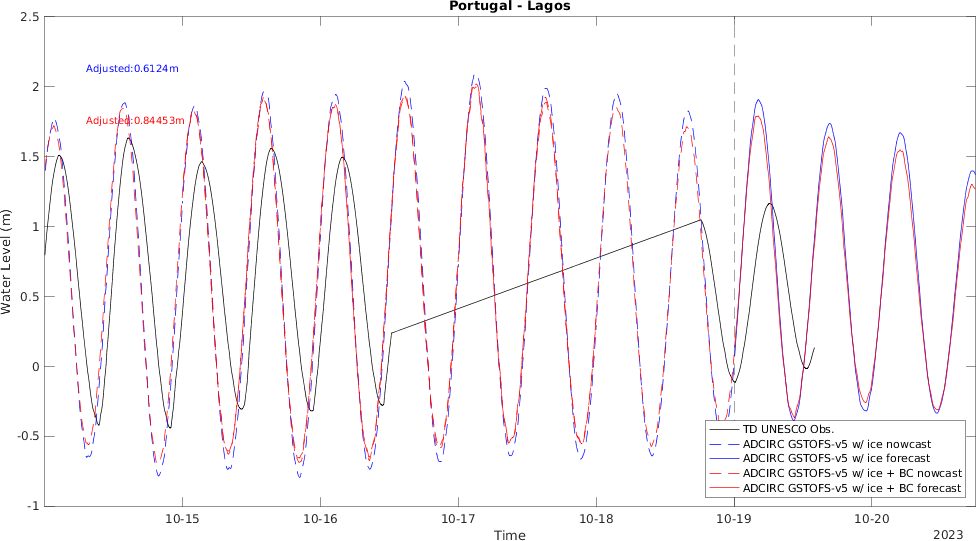 Portugal - Lagos
2.5
2
1.5
1
0.5
0
-0.5
-1
Water Level (m)
Adjusted:0.6124m
Adjusted:0.84453m
TD UNESCO Obs.
ADCIRC GSTOFS-v5 w/ ice nowcast
ADCIRC GSTOFS-v5 w/ ice forecast
ADCIRC GSTOFS-v5 w/ ice + BC nowcast
ADCIRC GSTOFS-v5 w/ ice + BC forecast
10-15 10-16 10-17 10-18 10-19 10-20
Time
2023